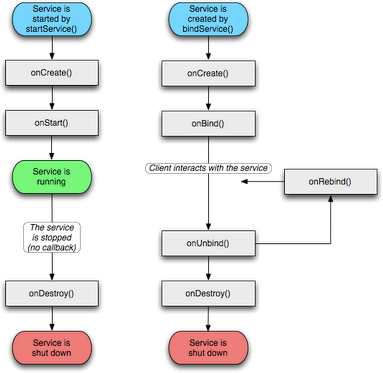 Service is
started by
startService()
onCreate()
onStart()
Service is
running
The service
is stopped
(no callback)
onDestroy()
Service is
shut down
Service is
created by
bindService()
onCreate()
onBind()
Client interacts with the service
onRebind()
onUnbind()
onDestroy()
Service is
shut down